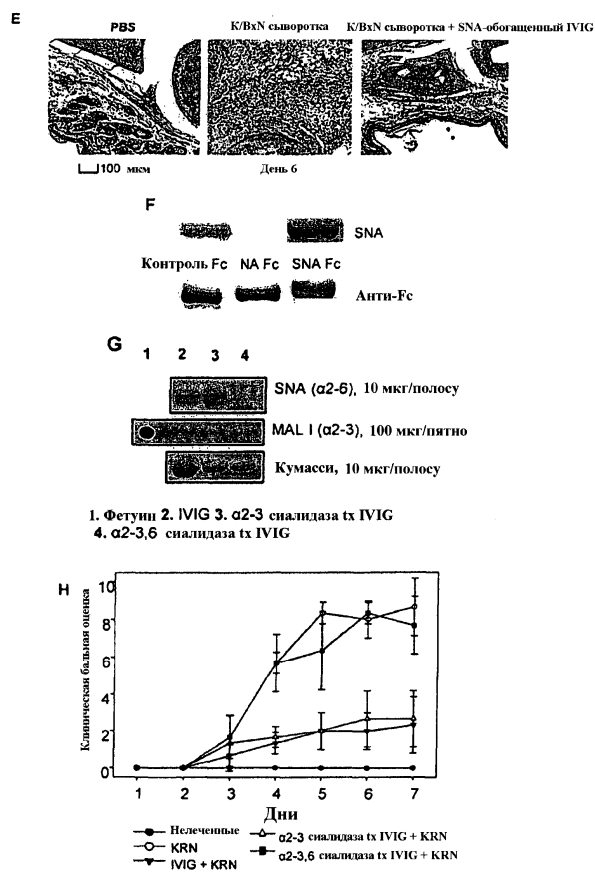 E
PBS К/BxN сыворотка К/BxN сыворотка + SNA-обогащенный IVIG
100 мкм День 6
F
SNA
Контроль Fc NA Fc SNA Fc
Анти-Fc
G
1 2 3 4
SNA (α2-6), 10 мкг/полосу
MAL I (α2-3), 100 мкг/пятно
Кумасси, 10 мкг/полосу
1. Фетуин 2. IVIG 3. α2-3 сиалидаза tx IVIG
4. α2-3,6 сиалидаза tx IVIG
H
Клиническая бальная оценка
10
8
6
4
2
0
1 2 3 4 5 6 7
Дни
Нелеченные
KRN
IVIG + KRN
α2-3 сиалидаза tx IVIG + KRN
α2-3,6 сиалидаза tx IVIG + KRN